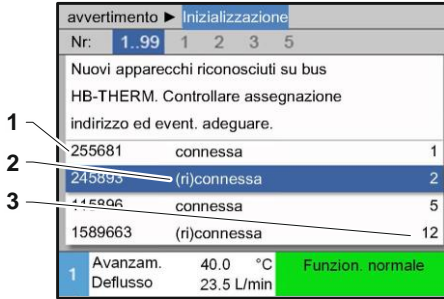 avvertimento ► Inizializzazione
Nr: 1..99 1 2 3 5
Nuovi apparecchi riconosciuti su bus
HB-THERM. Controllare assegnazione
indirizzo ed event. adeguare.
1
255681 connessa 1
2
245893 (ri)connessa 2
3
115896 connessa 5
1589663 (ri)connessa 12
1 Avanzam. 40.0 °C Funzion. normale
Deflusso 23.5 L/min